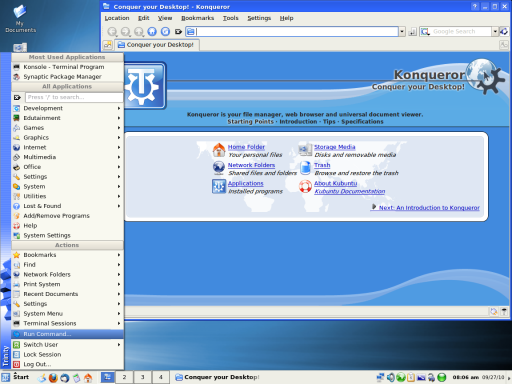 Conquer your Desktop! - Konqueror
Location Edit View Bookmarks Tools Settings Help
Google Search
Conquer your Desktop!
My
Documents
Most Used Applications
Konsole - Terminal Program
Synaptic Package Manager
All Applications
Press '/' to search...
Development
Edutainment
Games
Graphics
Internet
Multimedia
Office
Settings
System
Utilities
Lost & Found
Add/Remove Programs
Help
System Settings
Actions
Bookmarks
Find
Network Folders
Print System
Recent Documents
Settings
System Menu
Terminal Sessions
Run Command...
Switch User
Lock Session
Log Out...
Trinity
Konqueror
Conquer your Desktop!
Konqueror is your file manager, web browser and universal document viewer.
Starting Points - Introduction - Tips - Specifications
Home Folder
Your personal files
Storage Media
Disks and removable media
Network Folders
Shared files and folders
Trash
Browse and restore the trash
Applications
Installed programs
About Kubuntu
Kubuntu Documentation
Next: An Introduction to Konqueror
Start
2 3 4
Conquer your Desktop!
08:06 am 09/27/10